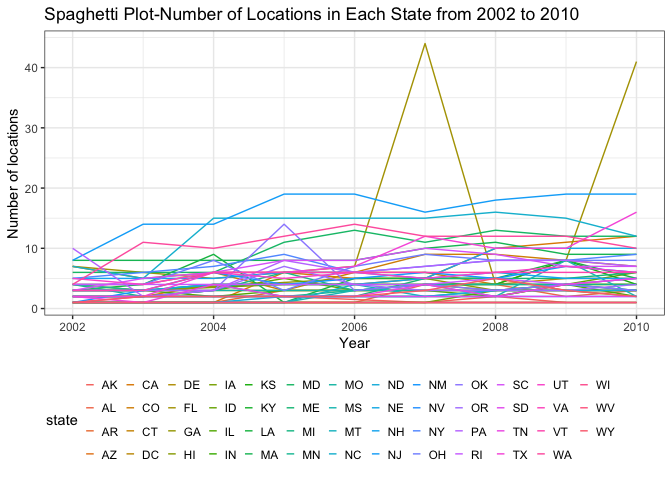 Spaghetti Plot-Number of Locations in Each State from 2002 to 2010
Number of locations
40
30
20
10
0
2002 2004 2006 2008 2010
Year
state
AK CA DE IA KS MD MO ND NM OK SC UT WI
AL CO FL ID KY ME MS NE NV OR SD VA WV
AR CT GA IL LA MI MT NH NY PA TN VT WY
AZ DC HI IN MA MN NC NJ OH RI TX WA